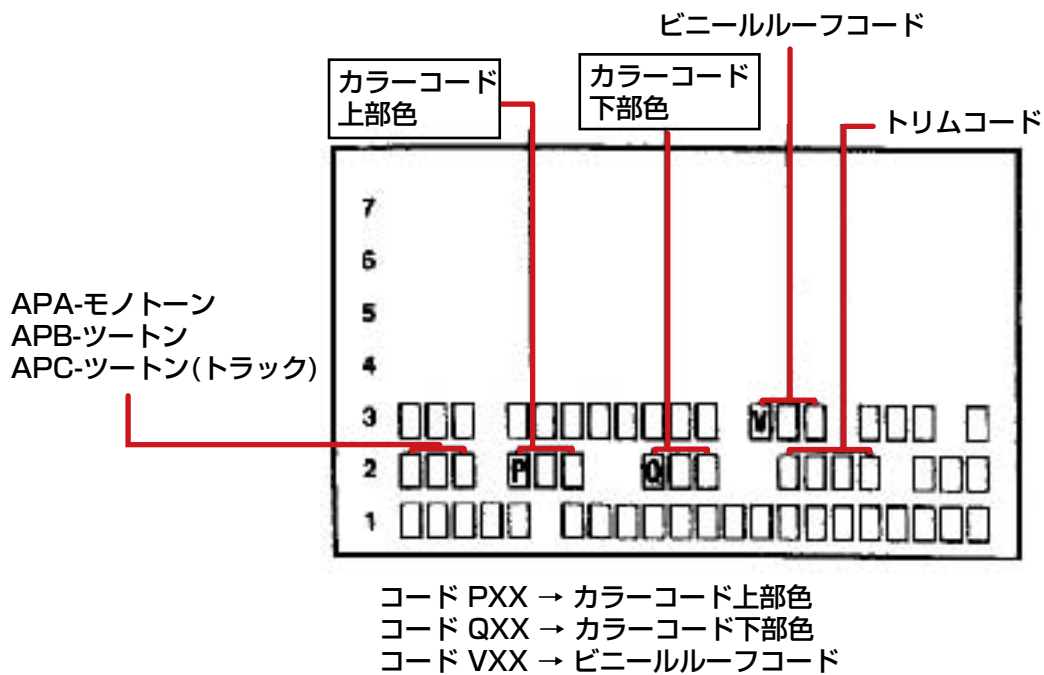 ビニールルーフコード
カラーコード
上部色
カラーコード
下部色
トリムコード
7
6
5
4
APA-モノトーン
APB-ツートン
APC-ツートン(トラック)
3 V
2 P Q
1
コード PXX → カラーコード上部色
コード QXX → カラーコード下部色
コード VXX → ビニールルーフコード